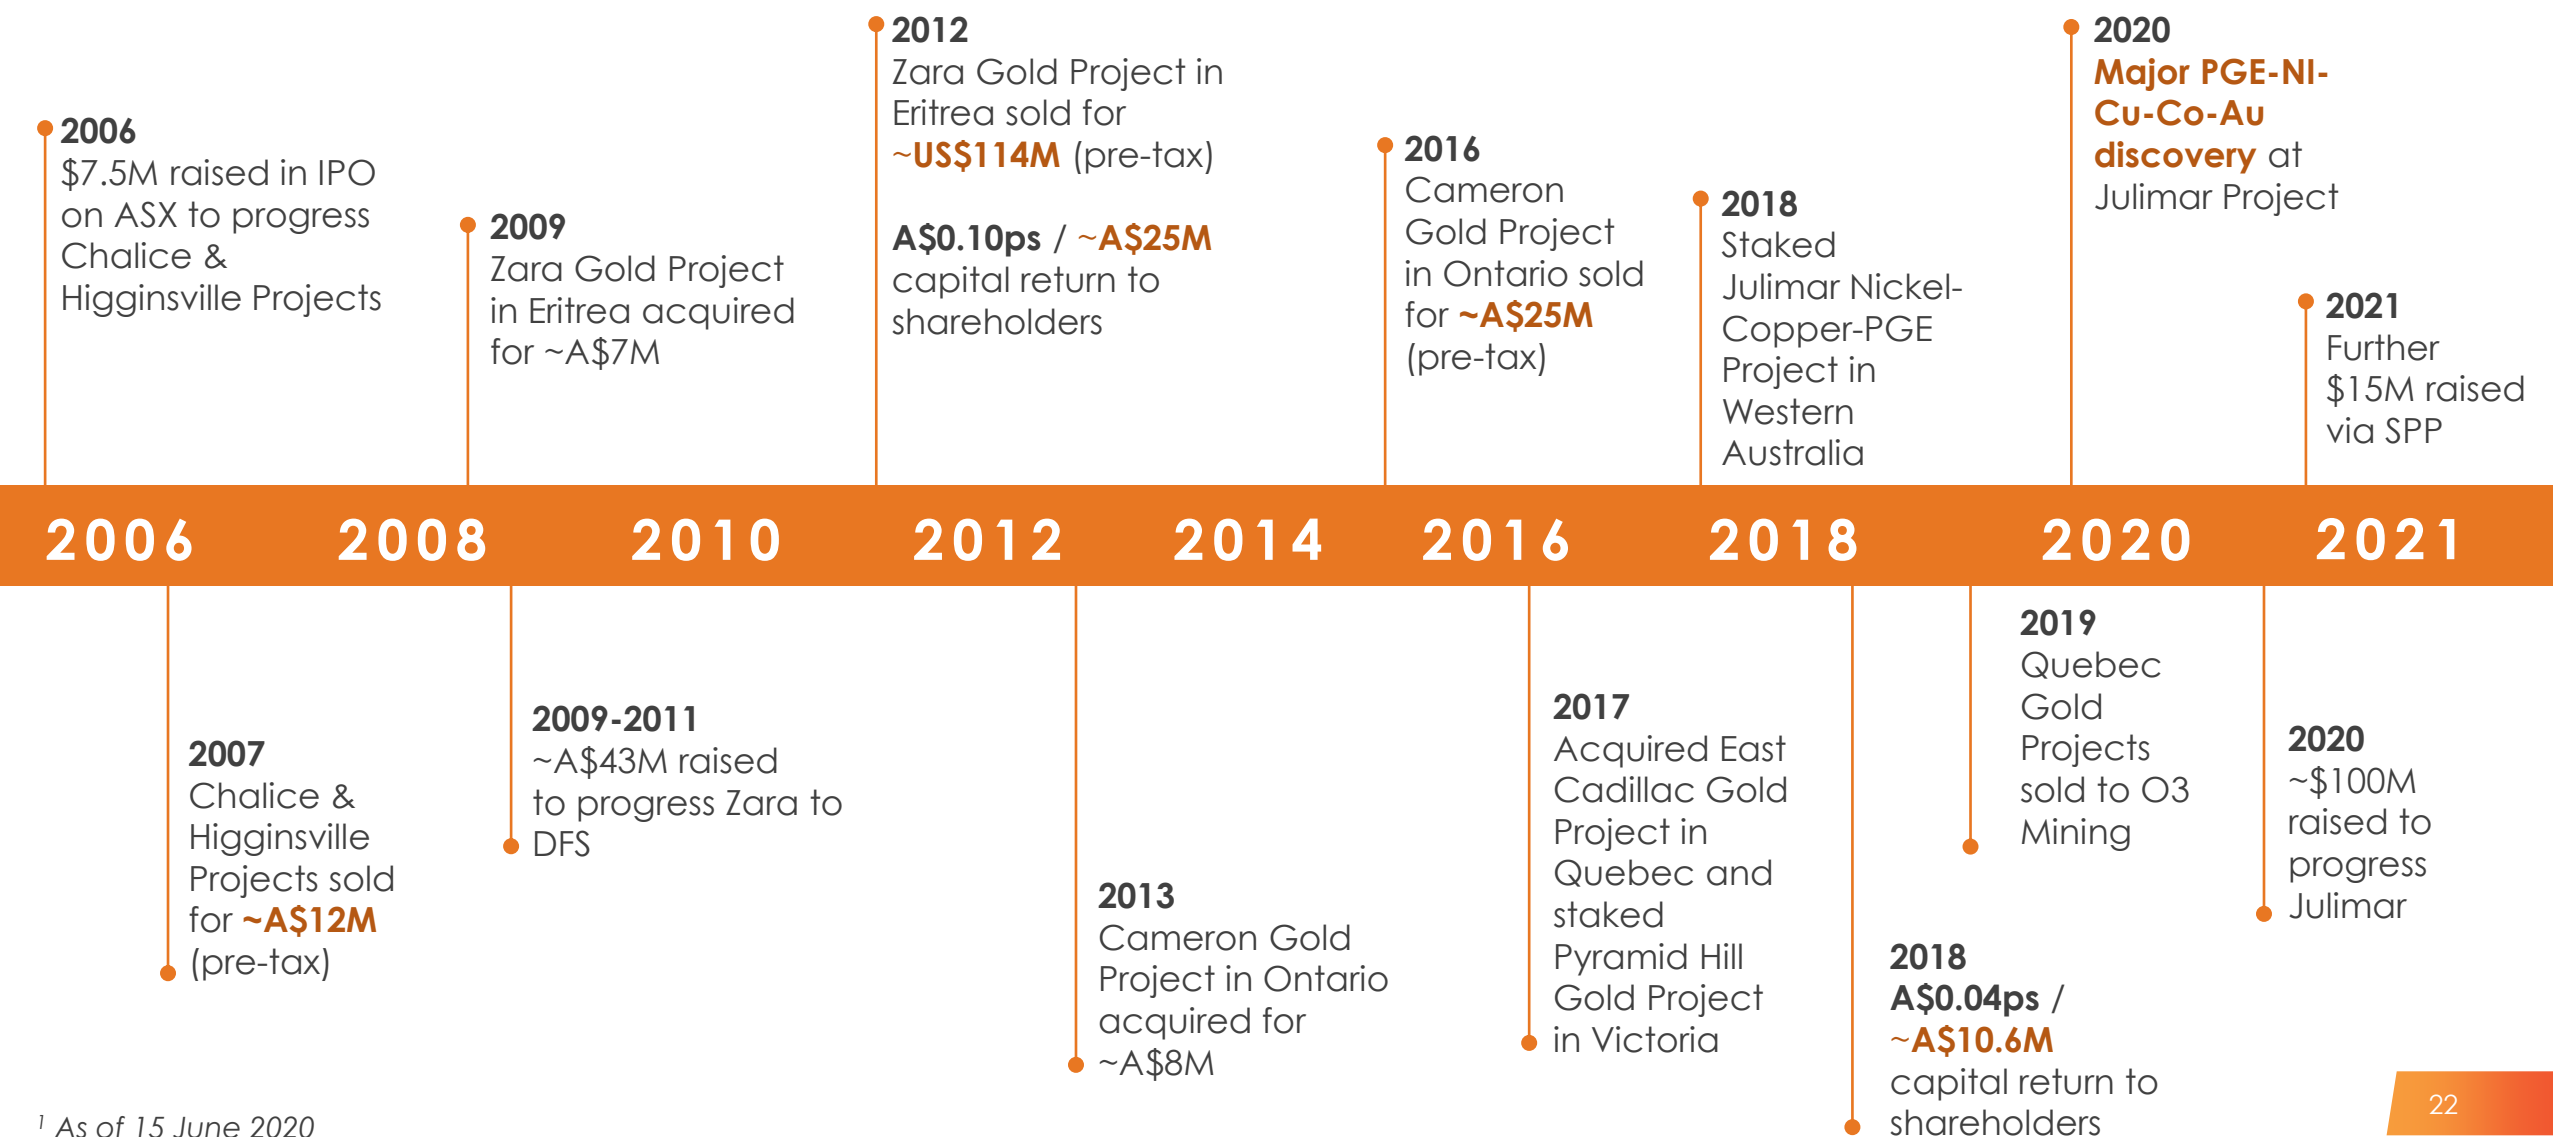 2006
$7.5M raised in IPO
on ASX to progress
Chalice &
Higginsville Projects
2009
Zara Gold Project
in Eritrea acquired
for ~A$7M
2012
Zara Gold Project in
Eritrea sold for
~US$114M (pre-tax)
A$0.10ps / ~A$25M
capital return to
shareholders
2016
Cameron
Gold Project
in Ontario sold
for ~A$25M
(pre-tax)
2018
Staked
Julimar Nickel-
Copper-PGE
Project in
Western
Australia
2020
Major PGE-NI-
Cu-Co-Au
discovery at
Julimar Project
2021
Further
$15M raised
via SPP
2006 2008 2010 2012 2014 2016 2018 2020 2021
2007
Chalice &
Higginsville
Projects sold
for ~A$12M
(pre-tax)
2009-2011
~A$43M raised
to progress Zara to
DFS
2013
Cameron Gold
Project in Ontario
acquired for
~A$8M
2017
Acquired East
Cadillac Gold
Project in
Quebec and
staked
Pyramid Hill
Gold Project
in Victoria
2018
A$0.04ps /
~A$10.6M
capital return to
shareholders
2019
Quebec
Gold
Projects
sold to O3
Mining
2020
~$100M
raised to
progress
Julimar
1 As of 15 June 2020
22